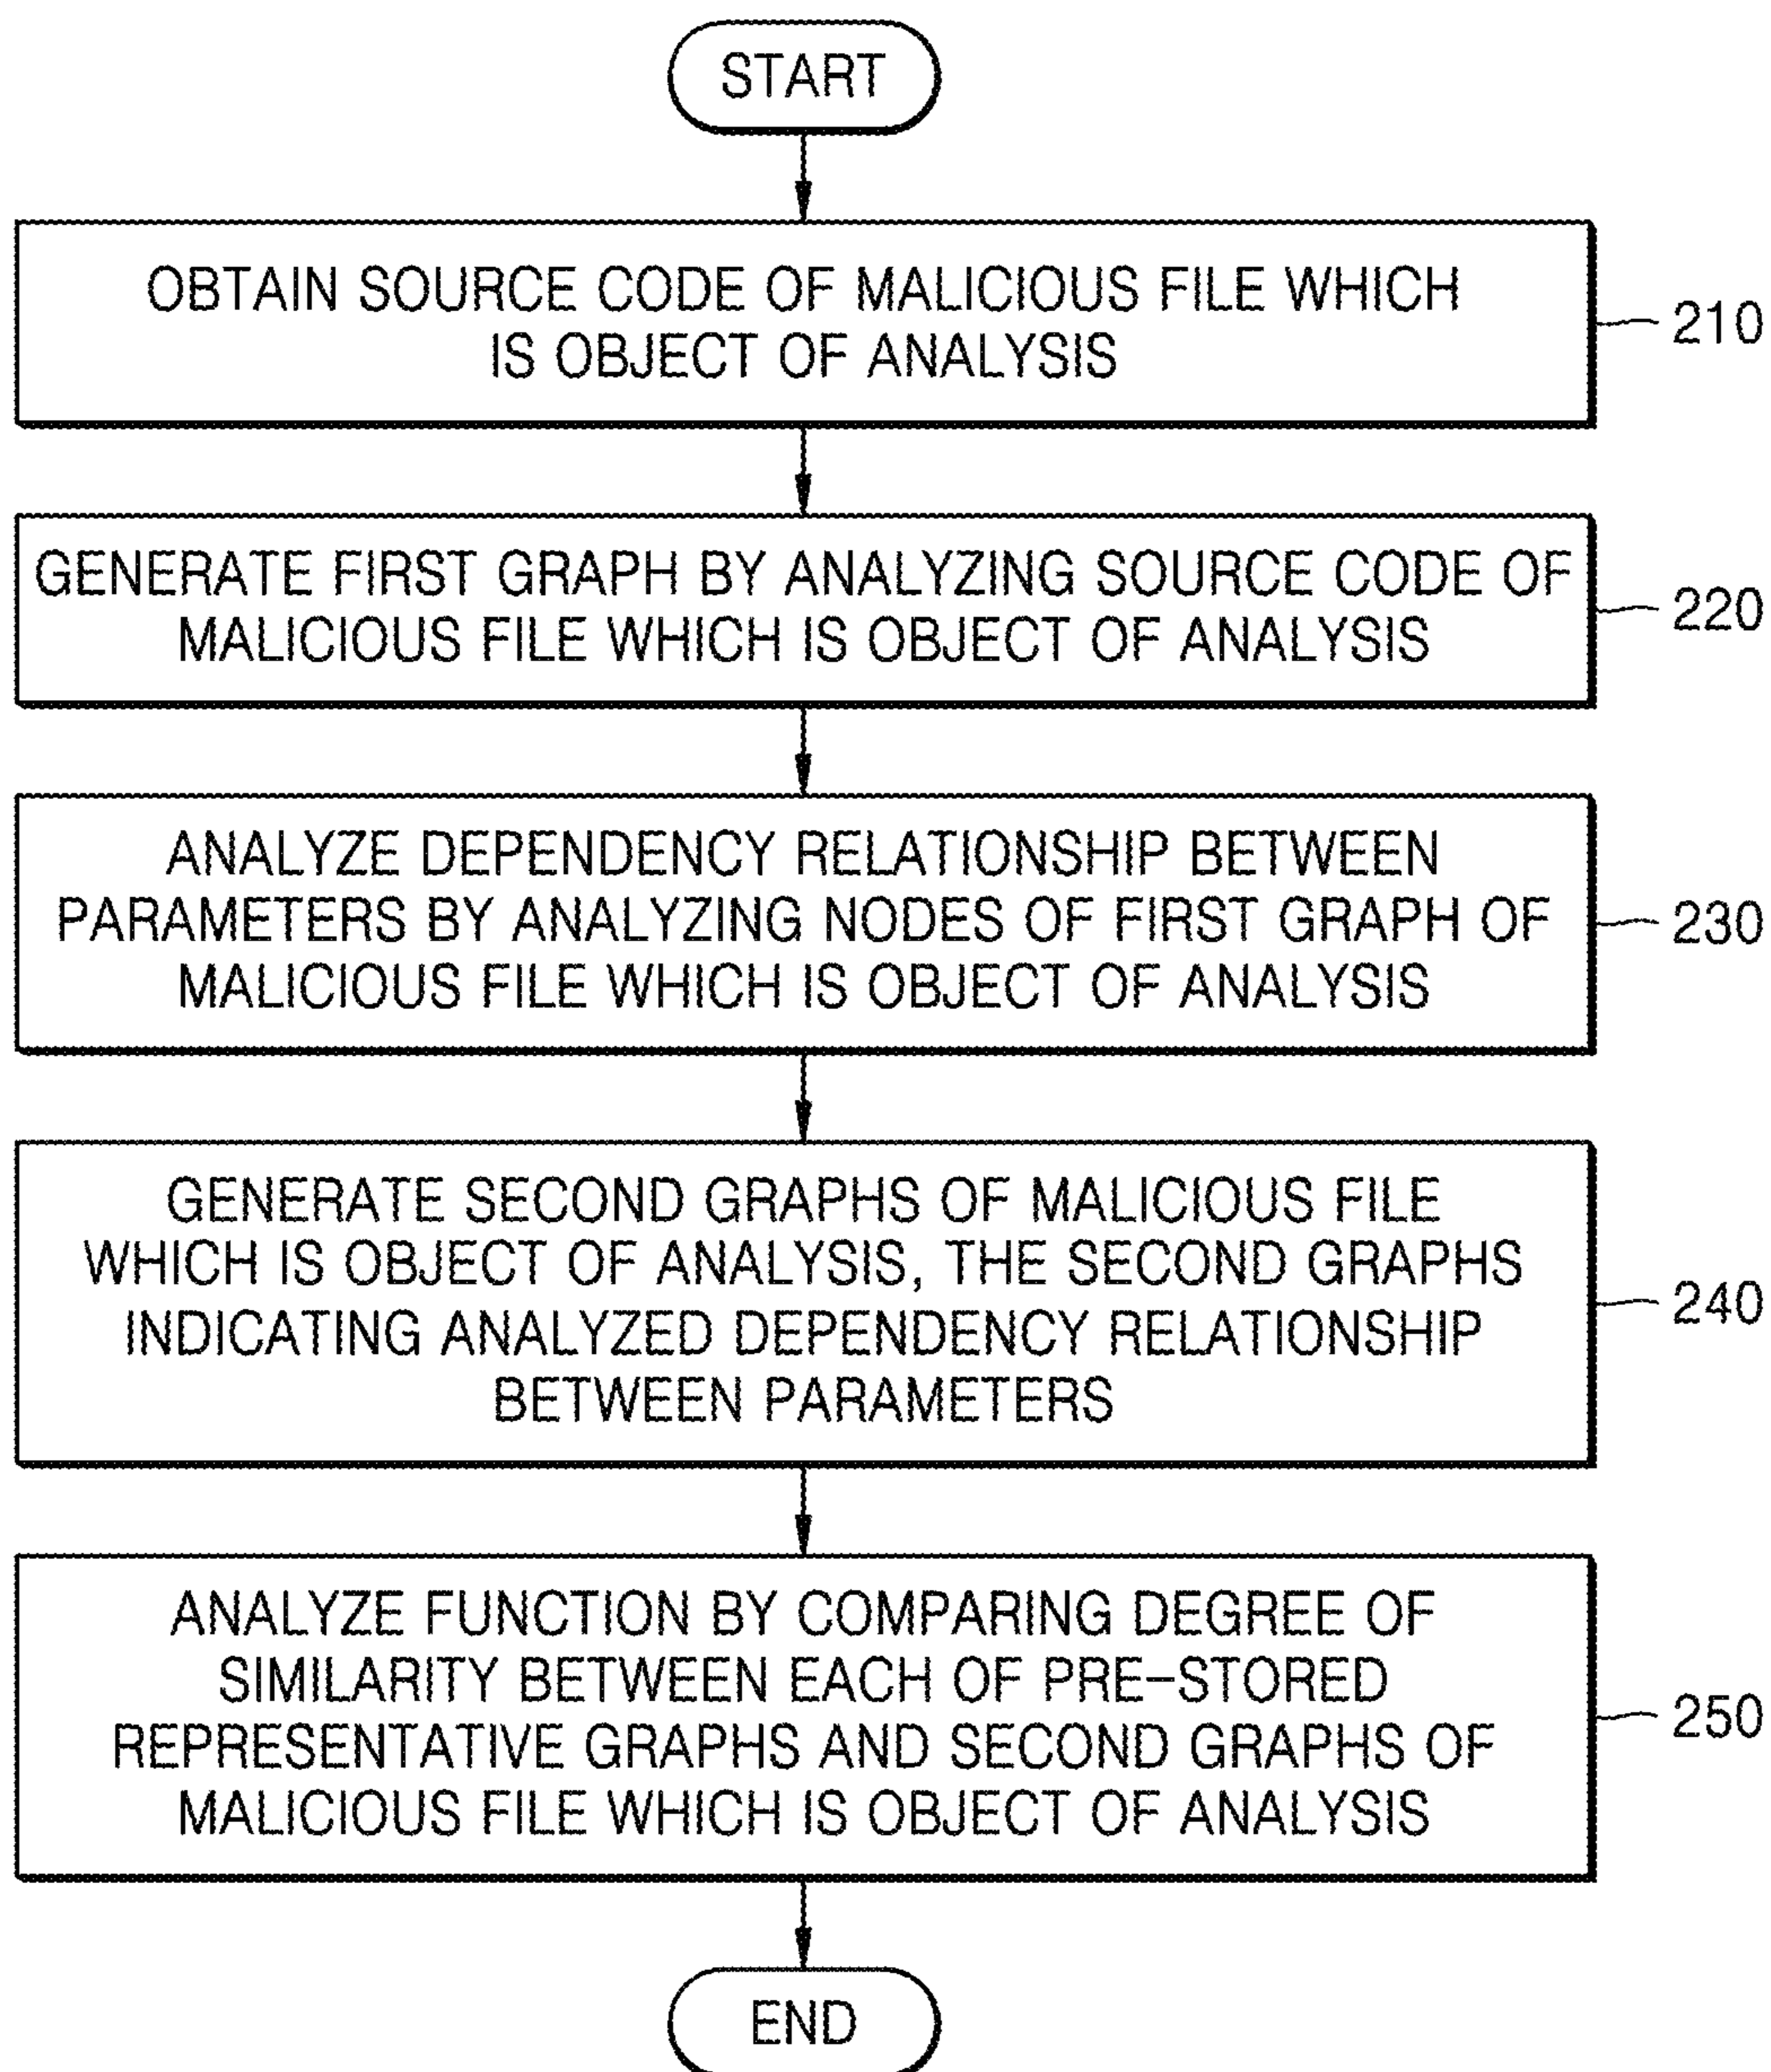 START
OBTAIN SOURCE CODE OF MALICIOUS FILE WHICH
IS OBJECT OF ANALYSIS
210
GENERATE FIRST GRAPH BY ANALYZING SOURCE CODE OF
MALICIOUS FILE WHICH IS OBJECT OF ANALYSIS
220
ANALYZE DEPENDENCY RELATIONSHIP BETWEEN
PARAMETERS BY ANALYZING NODES OF FIRST GRAPH OF
MALICIOUS FILE WHICH IS OBJECT OF ANALYSIS
230
GENERATE SECOND GRAPHS OF MALICIOUS FILE
WHICH IS OBJECT OF ANALYSIS, THE SECOND GRAPHS
INDICATING ANALYZED DEPENDENCY RELATIONSHIP
BETWEEN PARAMETERS
240
ANALYZE FUNCTION BY COMPARING DEGREE OF
SIMILARITY BETWEEN EACH OF PRE-STORED
REPRESENTATIVE GRAPHS AND SECOND GRAPHS OF
MALICIOUS FILE WHICH IS OBJECT OF ANALYSIS
250
END